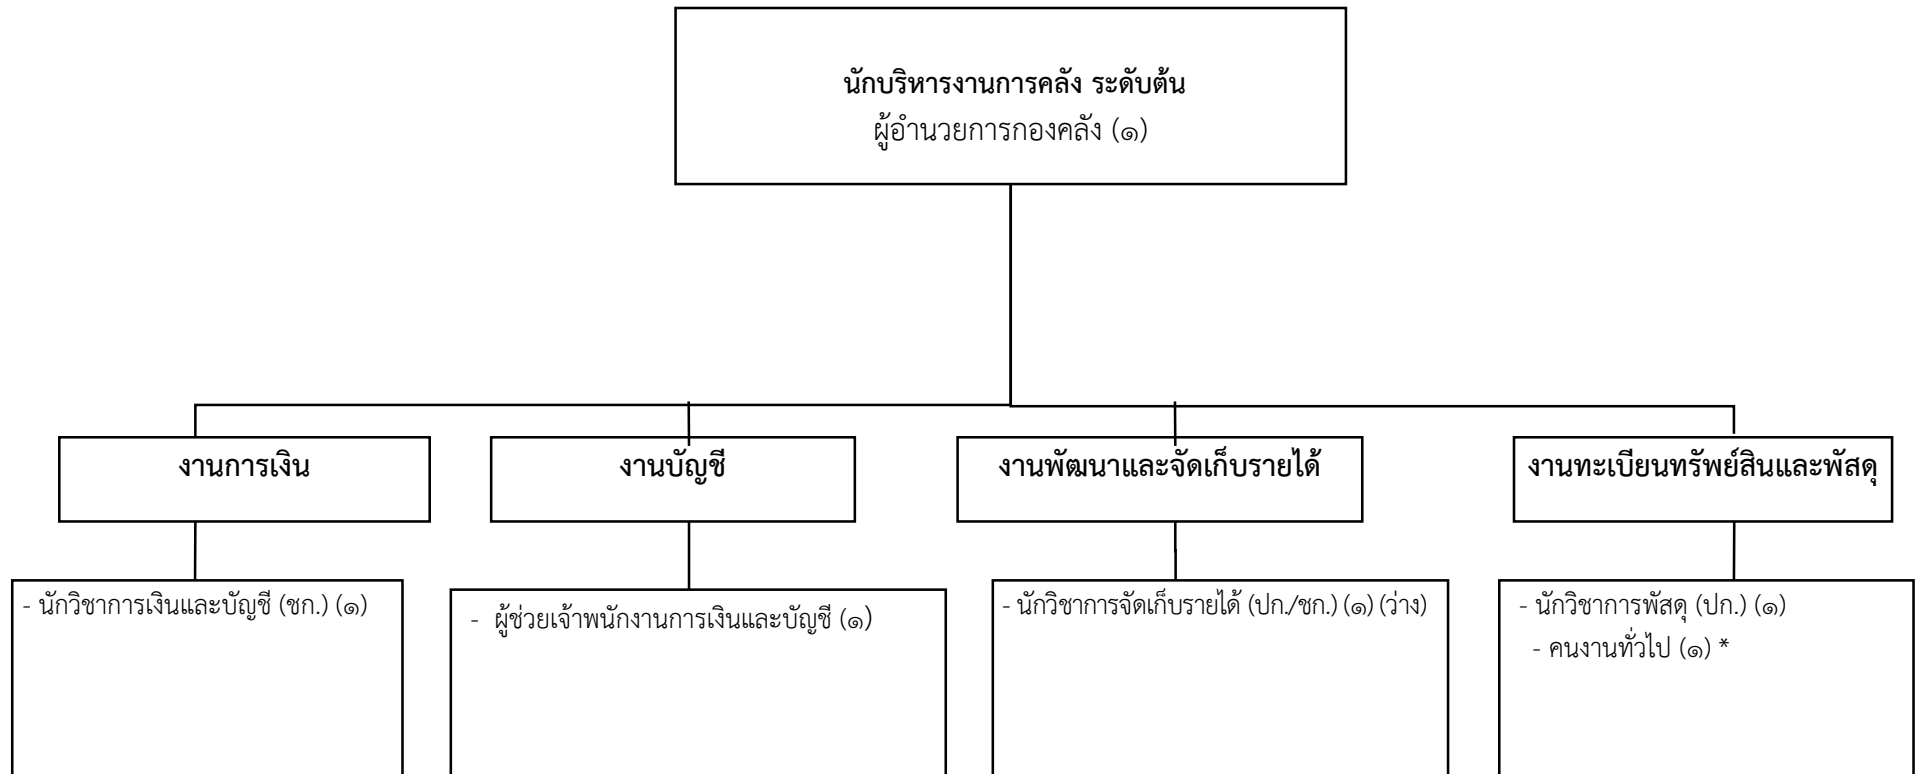 นักบริหารงานการคลัง ระดับต้น
ผู้อำนวยการกองคลัง (๑)
งานการเงิน
งานบัญชี
งานพัฒนาและจัดเก็บรายได้
งานทะเบียนทรัพย์สินและพัสดุ
- นักวิชาการเงินและบัญชี (ชก.) (๑)
- ผู้ช่วยเจ้าพนักงานการเงินและบัญชี (๑)
- นักวิชาการจัดเก็บรายได้ (ปก./ชก.) (๑) (ว่าง)
- นักวิชาการพัสดุ (ปก.) (๑)
- คนงานทั่วไป (๑) *